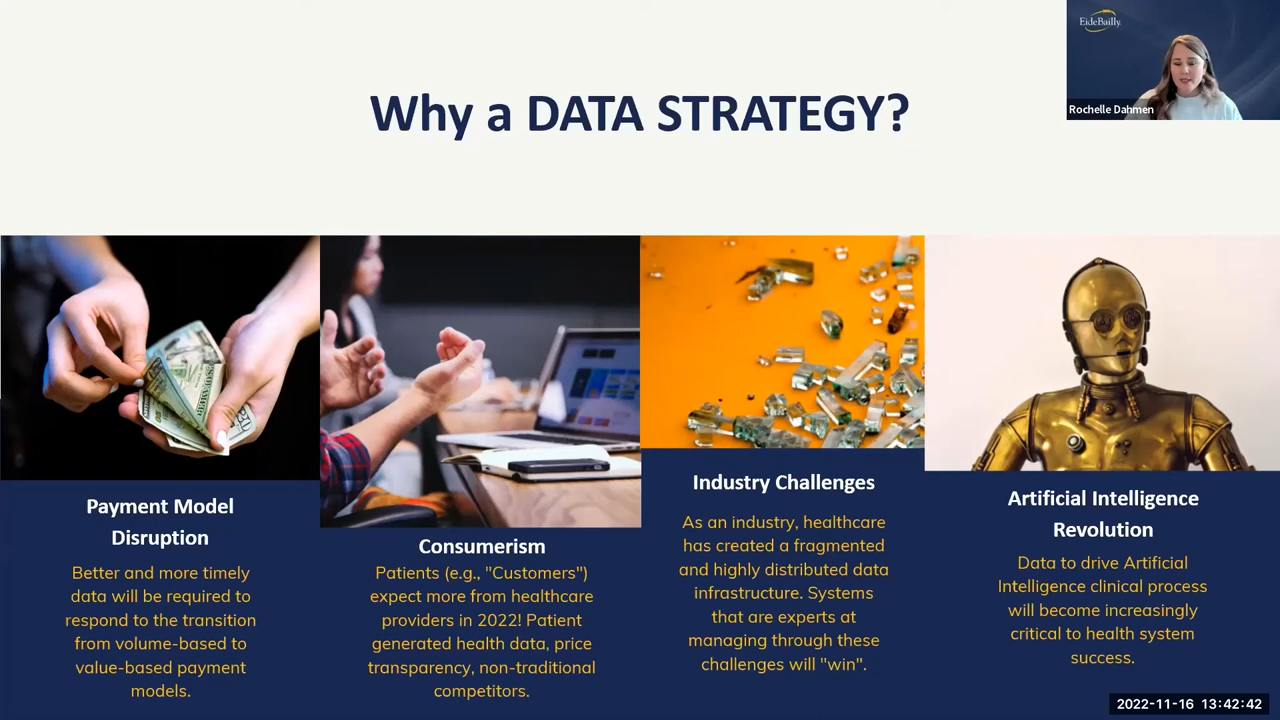 EideBailly
Rochelle Dahmen
Why a DATA STRATEGY?
Payment Model
Disruption
Better and more timely
data will be required to
respond to the transition
from volume-based to
value-based payment
models.
Consumerism
Patients (e.g., "Customers")
expect more from healthcare
providers in 2022! Patient
generated health data, price
transparency, non-traditional
competitors.
Industry Challenges
As an industry, healthcare
has created a fragmented
and highly distributed data
infrastructure. Systems
that are experts at
managing through these
challenges will "win".
Artificial Intelligence
Revolution
Data to drive Artificial
Intelligence clinical process
will become increasingly
critical to health system
success.
2022-11-16 13:42:42